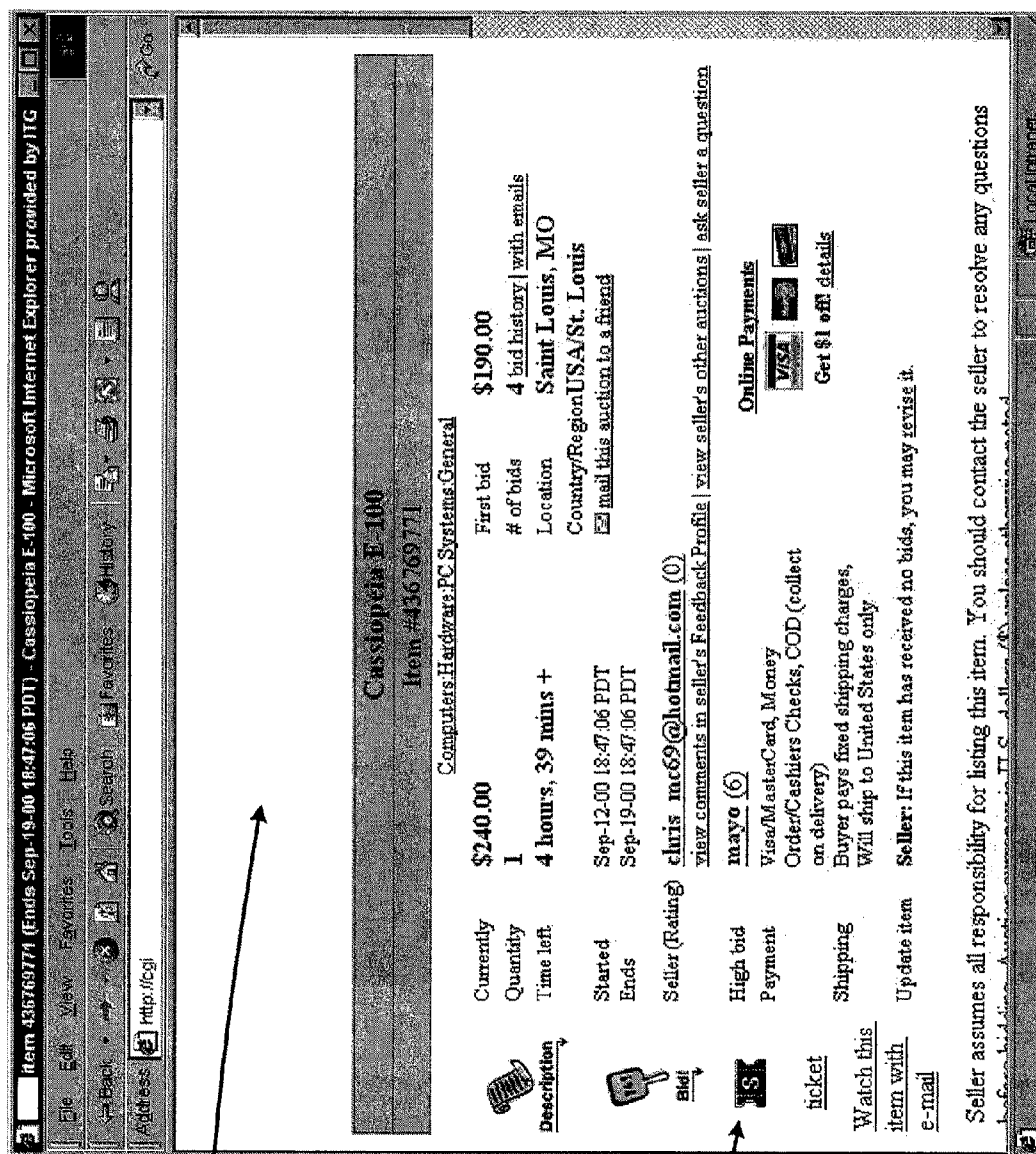 item 436769771 (Ends Sep-19-00 18:47:06 PDT) - Cassiopeia E-100 - Microsoft Internet Explorer provided by ITG
File Edit View Favorites Tools Help
Back Search Favorites History
Address http://cgi Go
Cassiopeia E-100
Item #436769771
Computers:Hardware:PC Systems:General
Description
Currently $240.00 First bid $190.00
Quantity 1 # of bids 4 bid history | with emails
Time left 4 hours, 39 mins + Location Saint Louis, MO
Country/Region USA/St. Louis
Started Sep-12-00 18:47:06 PDT mail this auction to a friend
Ends Sep-19-00 18:47:06 PDT
Bid!
Seller (Rating) chris_mc69@hotmail.com (0)
view comments in seller's Feedback Profile | view seller's other auctions | ask seller a question
High bid mayo (6)
Payment Visa/MasterCard, Money
Order/Cashiers Checks, COD (collect
on delivery)
Online Payments
VISA
Get $1 off! details
ticket
Shipping Buyer pays fixed shipping charges,
Will ship to United States only
Watch this
item with
e-mail
Update item Seller: If this item has received no bids, you may revise it.
Seller assumes all responsibility for listing this item. You should contact the seller to resolve any questions
before bidding. Auction currency is U.S. dollars ($) unless otherwise noted
Local intranet